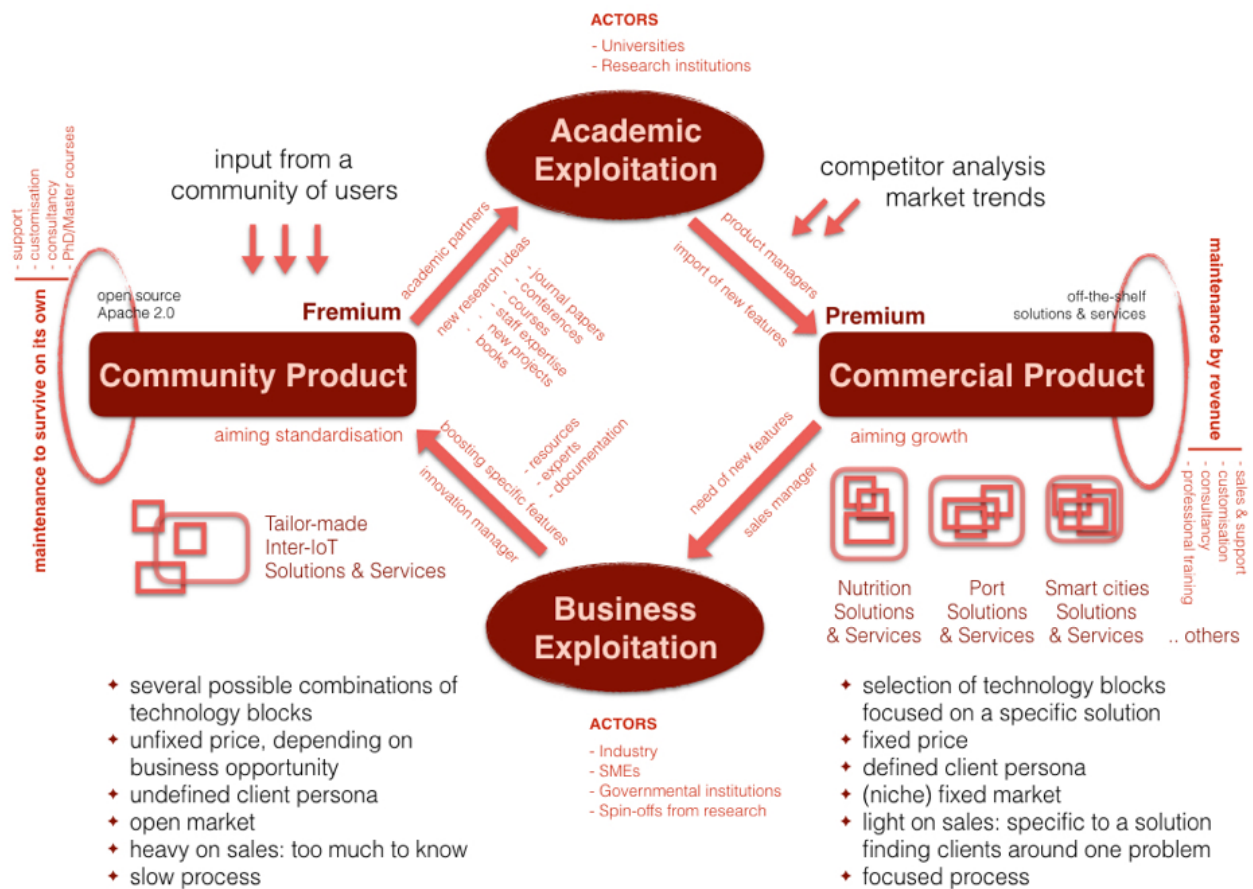 ACTORS
- Universities
- Research institutions
Academic
Exploitation
input from a
community of users
competitor analysis
market trends
- support
- customisation
- consultancy
- PhD/Master courses
maintenance to survive on its own
open source
Apache 2.0
Fremium
Community Product
aiming standardisation
academic partners
new research ideas
- journal papers
- conferences
- courses
- staff expertise
- new projects
- books
product managers
import of new features
Premium
off-the-shelf
solutions & services
Commercial Product
aiming growth
maintenance by revenue
- sales & support
- customisation
- consultancy
- professional training
boosting specific features
innovation manager
- resources
- experts
- documentation
need of new features
sales manager
Tailor-made
Inter-IoT
Solutions & Services
Business
Exploitation
Nutrition
Solutions
& Services
Port
Solutions
& Services
Smart cities
Solutions
& Services
.. others
✦ several possible combinations of
technology blocks
✦ unfixed price, depending on
business opportunity
✦ undefined client persona
✦ open market
✦ heavy on sales: too much to know
✦ slow process
ACTORS
- Industry
- SMEs
- Governmental institutions
- Spin-offs from research
✦ selection of technology blocks
focused on a specific solution
✦ fixed price
✦ defined client persona
✦ (niche) fixed market
✦ light on sales: specific to a solution
finding clients around one problem
✦ focused process